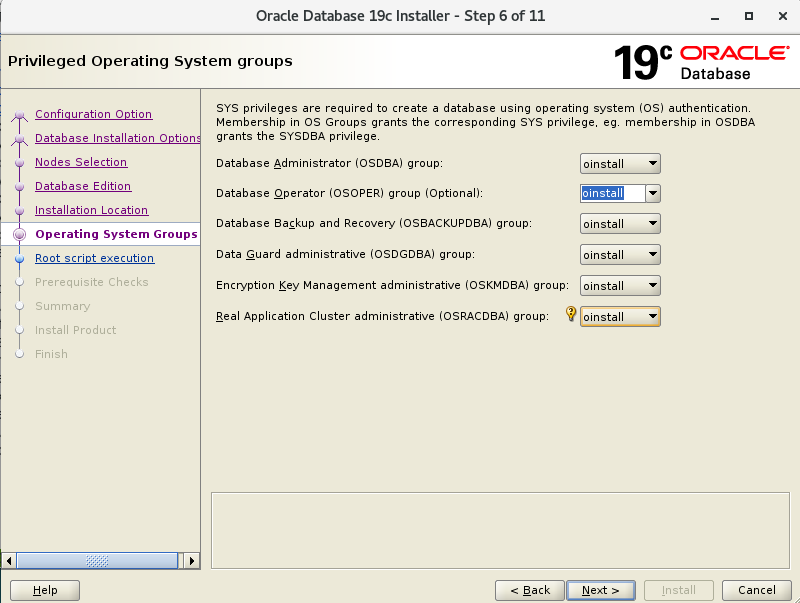 Oracle Database 19c Installer - Step 6 of 11
Privileged Operating System groups
19c ORACLE
Database
Configuration Option
Database Installation Options
Nodes Selection
Database Edition
Installation Location
Operating System Groups
Root script execution
Prerequisite Checks
Summary
Install Product
Finish
SYS privileges are required to create a database using operating system (OS) authentication.
Membership in OS Groups grants the corresponding SYS privilege, eg. membership in OSDBA
grants the SYSDBA privilege.
Database Administrator (OSDBA) group: oinstall
Database Operator (OSOPER) group (Optional): oinstall
Database Backup and Recovery (OSBACKUPDBA) group: oinstall
Data Guard administrative (OSDGDBA) group: oinstall
Encryption Key Management administrative (OSKMDBA) group: oinstall
Real Application Cluster administrative (OSRACDBA) group: oinstall
Help < Back Next > Install Cancel